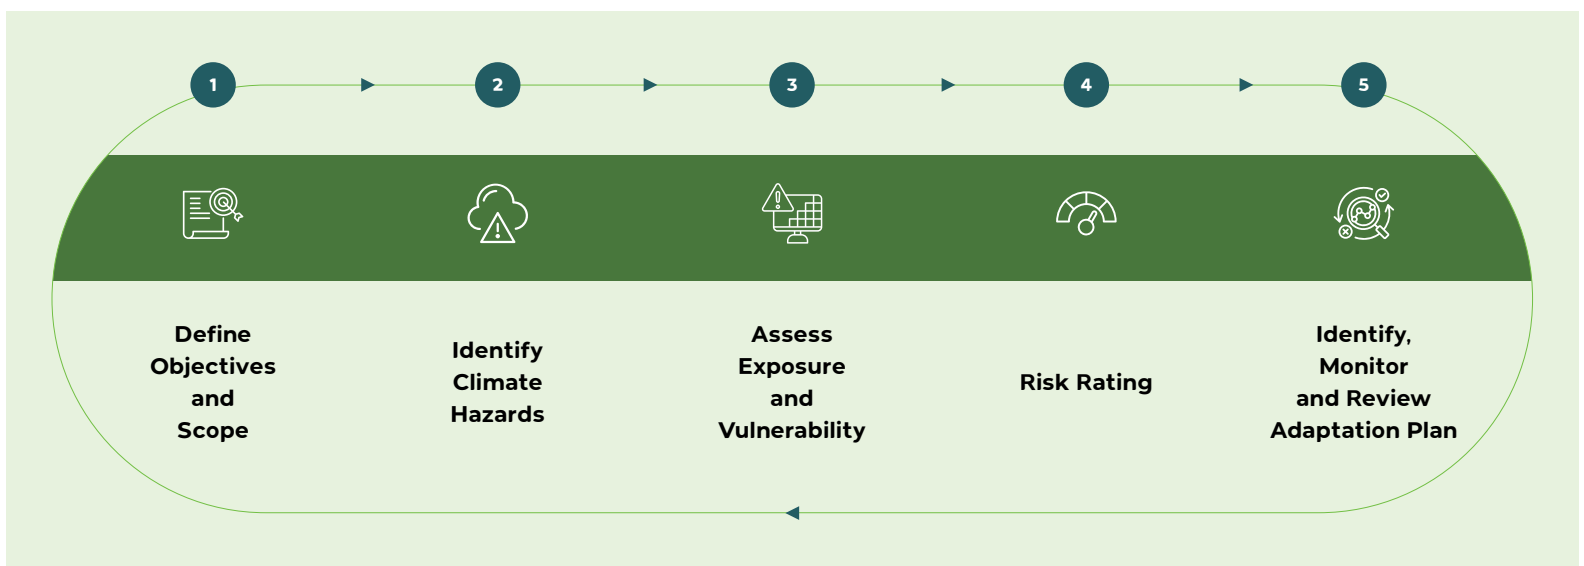 1
2
3
4
5
Define
Objectives
and
Scope
Identify
Climate
Hazards
Assess
Exposure
and
Vulnerability
Risk Rating
Identify,
Monitor
and Review
Adaptation Plan